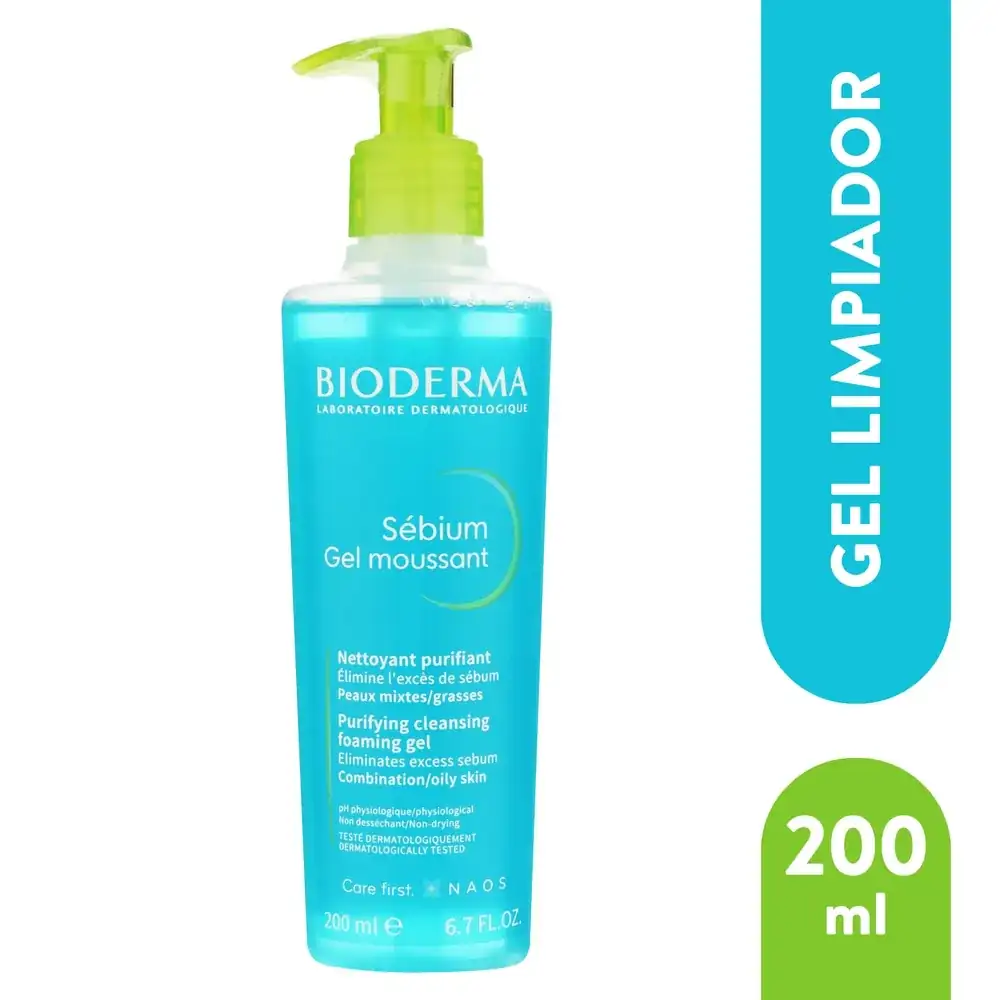 BIODERMA
LABORATOIRE DERMATOLOGIQUE
Sébium
Gel moussant
Nettoyant purifiant
Élimine l'excès de sébum
Peaux mixtes/grasses
Purifying cleansing
foaming gel
Eliminates excess sebum
Combination/oily skin
pH physiologique/physiological
Non desséchant/Non-drying
TESTÉ DERMATOLOGIQUEMENT
DERMATOLOGICALLY TESTED
Care first. NAOS
200 ml ℮ 6.7 FL.OZ.
GEL LIMPIADOR
200
ml